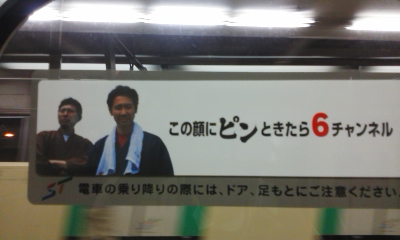 この顔にピンときたら6チャンネル
ST
電車の乗り降りの際には、ドア、足もとにご注意ください